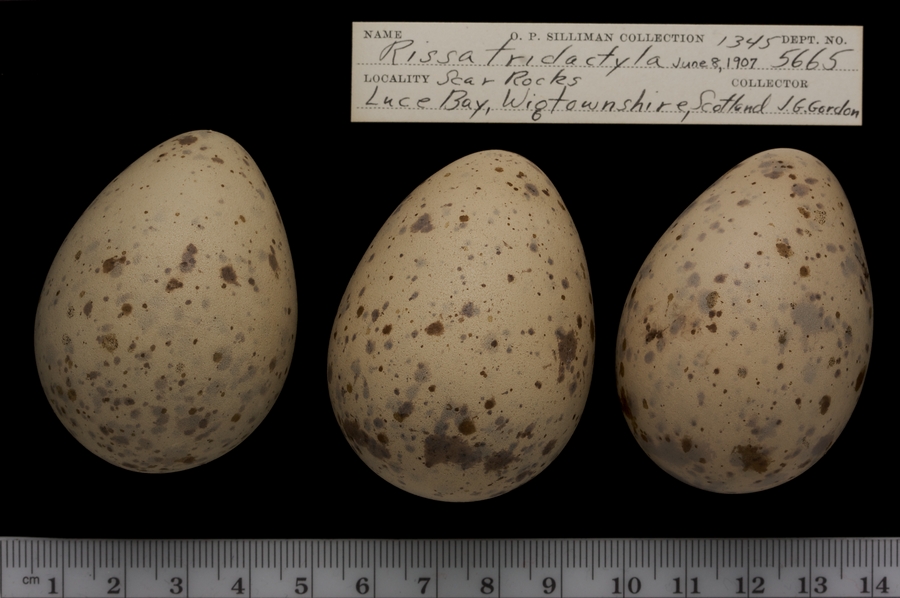 NAME O. P. SILLIMAN COLLECTION 1345 DEPT. NO.
Rissa tridactyla June 8, 1907 5665
LOCALITY Scar Rocks COLLECTOR
Luce Bay, Wigtownshire, Scotland J.G. Gordon
cm 1 2 3 4 5 6 7 8 9 10 11 12 13 14